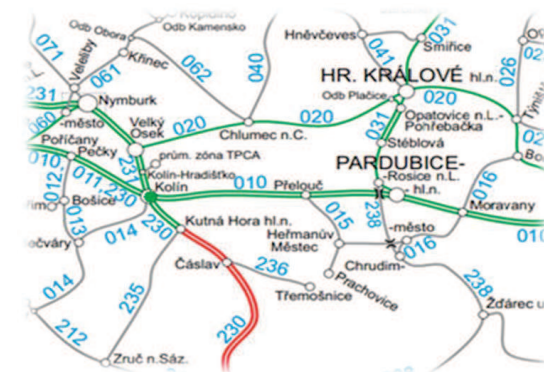 Kopidlno
Odb Obora
Odb Kamensko
071
Veleliby
Křinec
061
062
040
Hněvčeves
041
031
Smiřice
026
HR. KRÁLOVÉ hl.n.
231
Nymburk
-město
060
Odb Plačice
020
Velký
Osek
020
Chlumec n.C.
020
031
Opatovice n.L.-
Pohřebačka
Stéblová
Poříčany
Pečky
010
231
prům. zóna TPCA
Kolín-Hradišťko
Kolín
011,230
012
PARDUBICE-
-Rosice n.L.
hl.n.
016
010
Přelouč
238
010
Moravany
Bošice
013
014
230
Kutná Hora hl.n.
015
Heřmanův
Městec
-město
016
Chrudim-
Prachovice
014
Čáslav
236
Třemošnice
235
230
238
Žďárec u
212
Zruč n.Sáz.